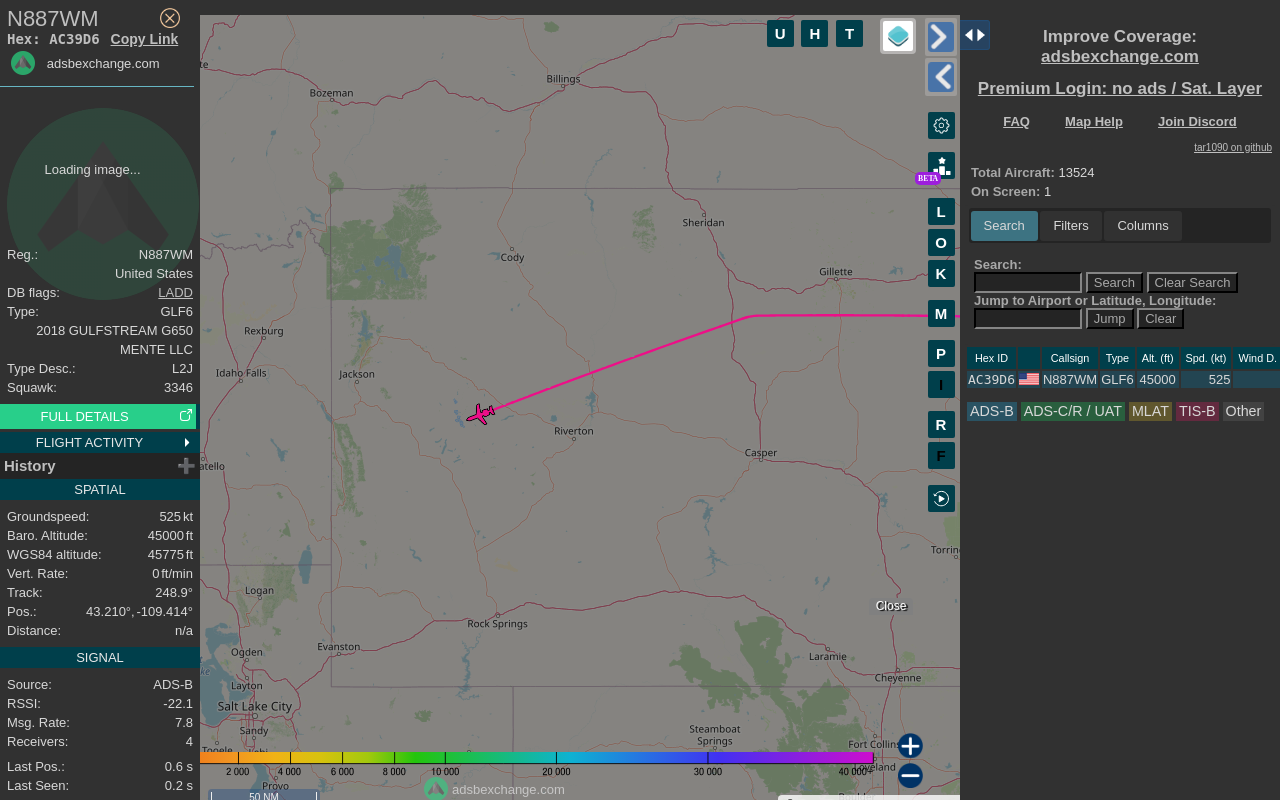 N887WM
Hex: AC39D6 Copy Link
adsbexchange.com
Loading image...
Reg.: N887WM
United States
DB flags: LADD
Type: GLF6
2018 GULFSTREAM G650
MENTE LLC
Type Desc.: L2J
Squawk: 3346
FULL DETAILS
FLIGHT ACTIVITY
History
SPATIAL
Groundspeed: 525 kt
Baro. Altitude: 45000 ft
WGS84 altitude: 45775 ft
Vert. Rate: 0 ft/min
Track: 248.9°
Pos.: 43.210°, -109.414°
Distance: n/a
SIGNAL
Source: ADS-B
RSSI: -22.1
Msg. Rate: 7.8
Receivers: 4
Last Pos.: 0.6 s
Last Seen: 0.2 s
U H T
Billings
Bozeman
BETA
Sheridan
Cody
Gillette
Rexburg
Idaho Falls
Jackson
Riverton
Casper
atello
Torrin
Logan
Rock Springs
Evanston
Ogden
Laramie
Cheyenne
Layton
Salt Lake City
Sandy
Steamboat
Springs
Fort Collins
Tooele
Loveland
Provo
Boulder
L
O
K
M
P
I
R
F
Close
2 000 4 000 6 000 8 000 10 000 20 000 30 000 40 000+
adsbexchange.com
50 NM
Improve Coverage:
adsbexchange.com
Premium Login: no ads / Sat. Layer
FAQ Map Help Join Discord
tar1090 on github
Total Aircraft: 13524
On Screen: 1
Search Filters Columns
Search:
Search Clear Search
Jump to Airport or Latitude, Longitude:
Jump Clear
Hex ID Callsign Type Alt. (ft) Spd. (kt) Wind D.
AC39D6 N887WM GLF6 45000 525
ADS-B ADS-C/R / UAT MLAT TIS-B Other